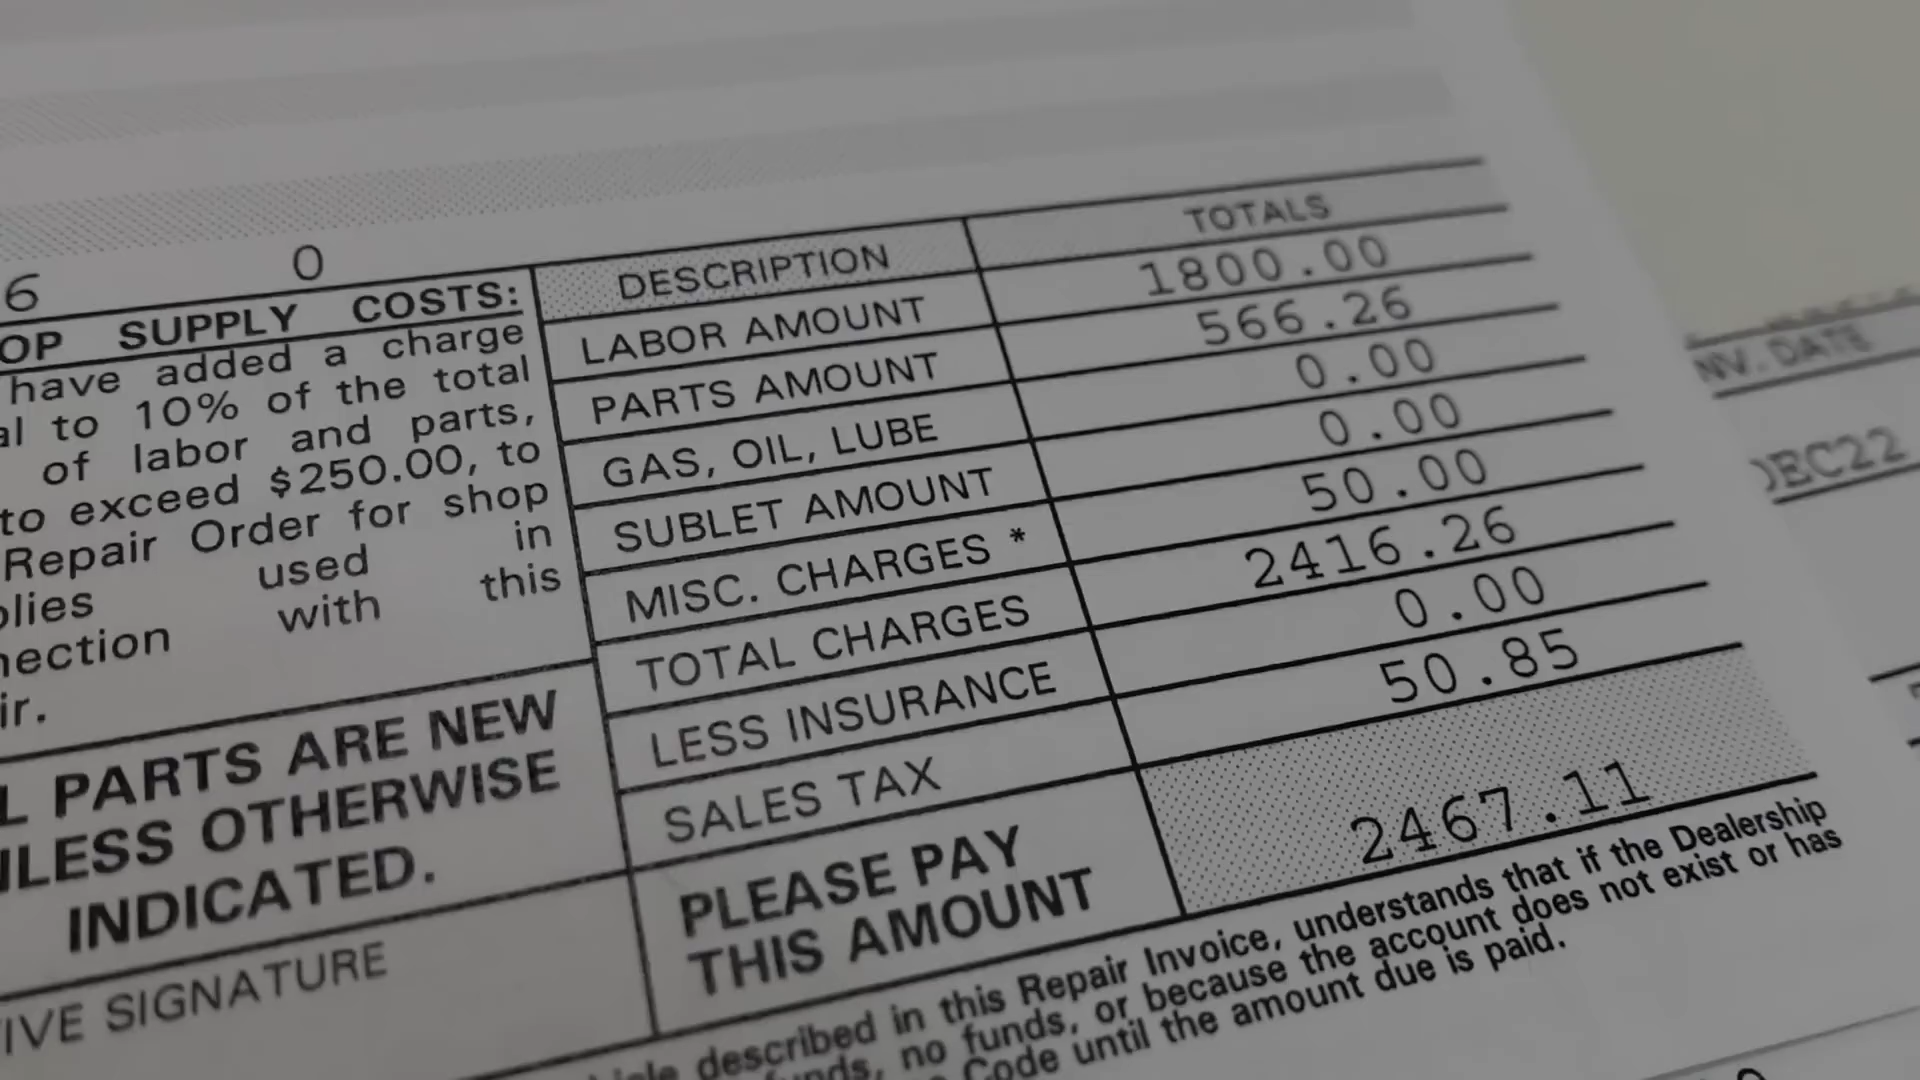 6 0
OP SUPPLY COSTS:
have added a charge
al to 10% of the total
of labor and parts,
to exceed $250.00, to
Repair Order for shop
plies used in
nection with this
ir.
L PARTS ARE NEW
NLESS OTHERWISE
INDICATED.
IVE SIGNATURE
DESCRIPTION TOTALS
LABOR AMOUNT 1800.00
PARTS AMOUNT 566.26
GAS, OIL, LUBE 0.00
SUBLET AMOUNT 0.00
MISC. CHARGES * 50.00
TOTAL CHARGES 2416.26
LESS INSURANCE 0.00
SALES TAX 50.85
PLEASE PAY
THIS AMOUNT 2467.11
described in this Repair Invoice, understands that if the Dealership
unds, no funds, or because the account does not exist or has
Code until the amount due is paid.
NV. DATE
DEC22